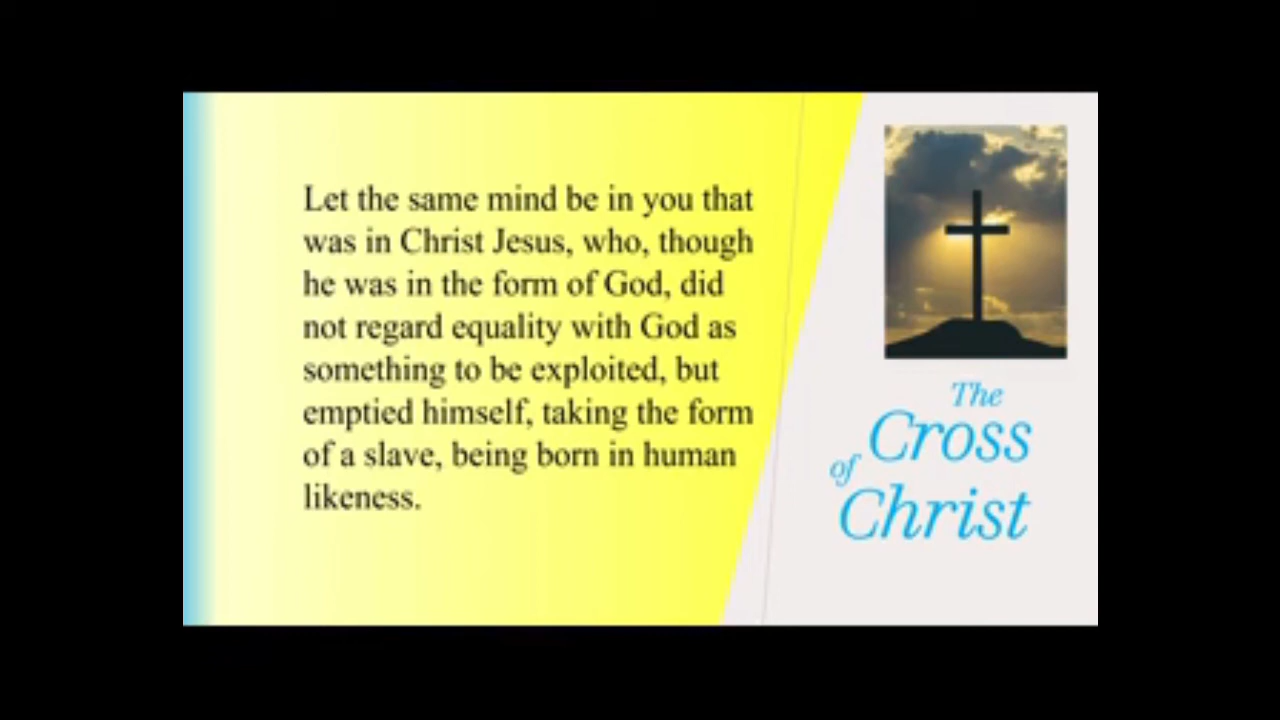 Let the same mind be in you that
was in Christ Jesus, who, though
he was in the form of God, did
not regard equality with God as
something to be exploited, but
emptied himself, taking the form
of a slave, being born in human
likeness.
The
Cross
of
Christ